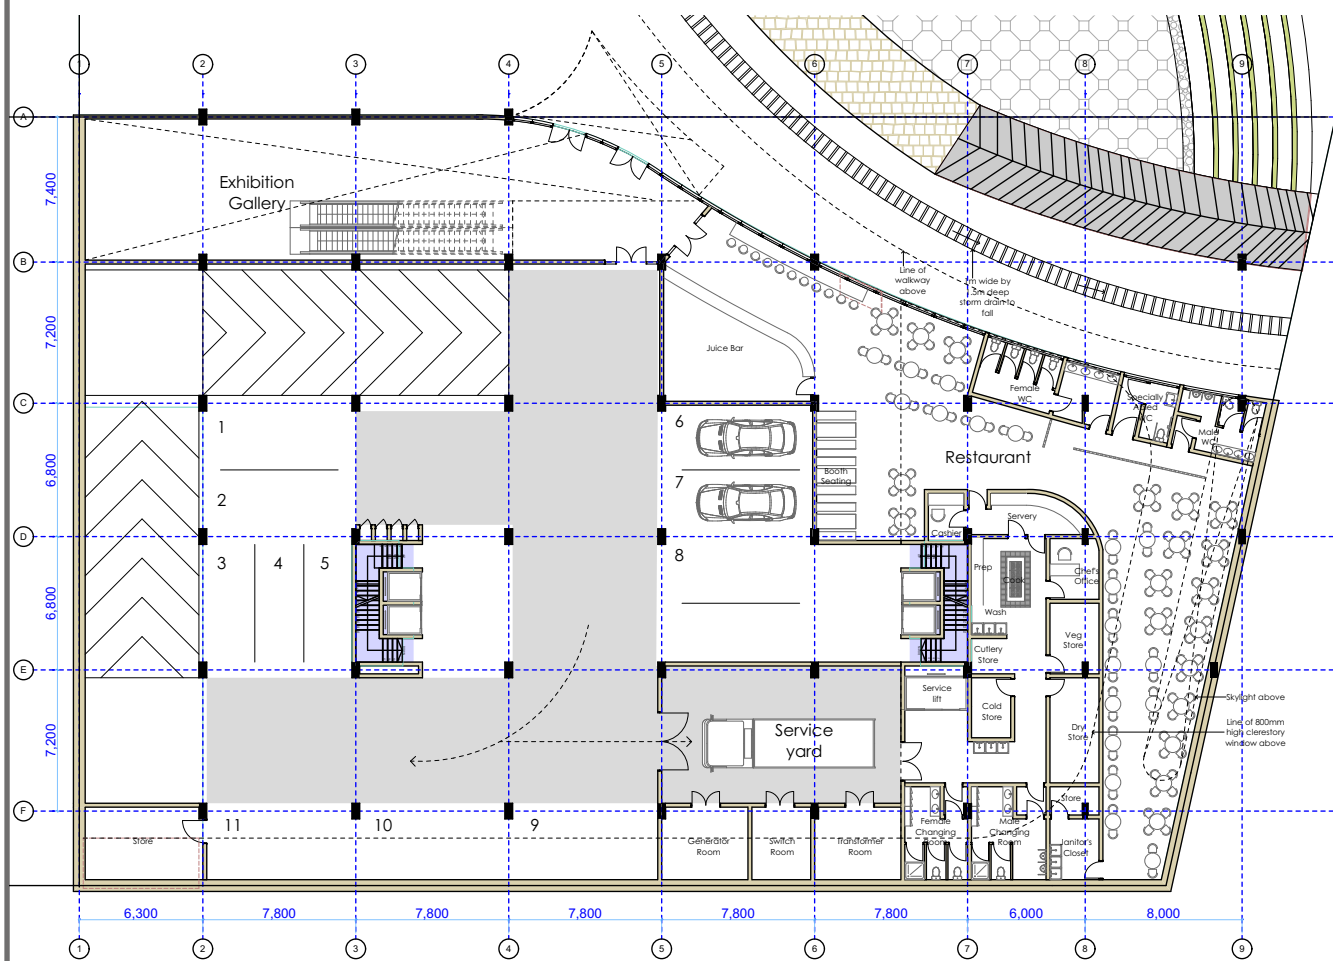 1 2 3 4 5 6 7 8 9
A
Exhibition
Gallery
7,400
B
Line of
walkway
above
1m wide by
.5m deep
storm drain to
fall
7,200
Juice Bar
Female
WC
Specially
Abled
WC
Male
WC
C
1
6
6,800
2
7
Booth
Seating
Restaurant
Servery
Cashier
D
3 4 5
8
Prep
Cook
Chef's
Office
6,800
Wash
Veg
Store
Cutlery
Store
E
Service
lift
Cold
Store
Skylight above
7,200
Service
yard
Dry
Store
Line of 800mm
high clerestory
window above
Store
F
11 10 9
Store
Generator
Room
Switch
Room
Transformer
Room
Female
Changing
Room
Male
Changing
Room
Janitor's
Closet
6,300 7,800 7,800 7,800 7,800 7,800 6,000 8,000
1 2 3 4 5 6 7 8 9